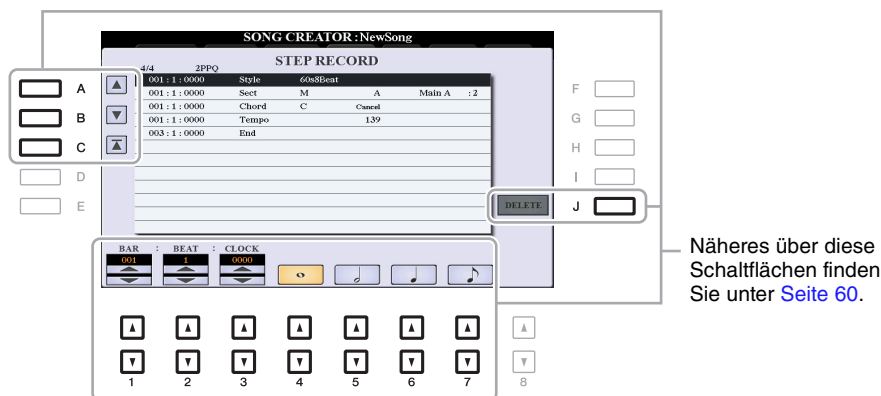 SONG CREATOR :NewSong
STEP RECORD
4/4 2PPQ
001 : 1 : 0000 Style 60s8Beat
001 : 1 : 0000 Sect M A Main A : 2
001 : 1 : 0000 Chord C Cancel
001 : 1 : 0000 Tempo 139
003 : 1 : 0000 End
A
B
C
D
E
F
G
H
I
DELETE J
BAR : BEAT : CLOCK
001 1 0000
1 2 3 4 5 6 7 8
Näheres über diese
Schaltflächen finden
Sie unter Seite 60.